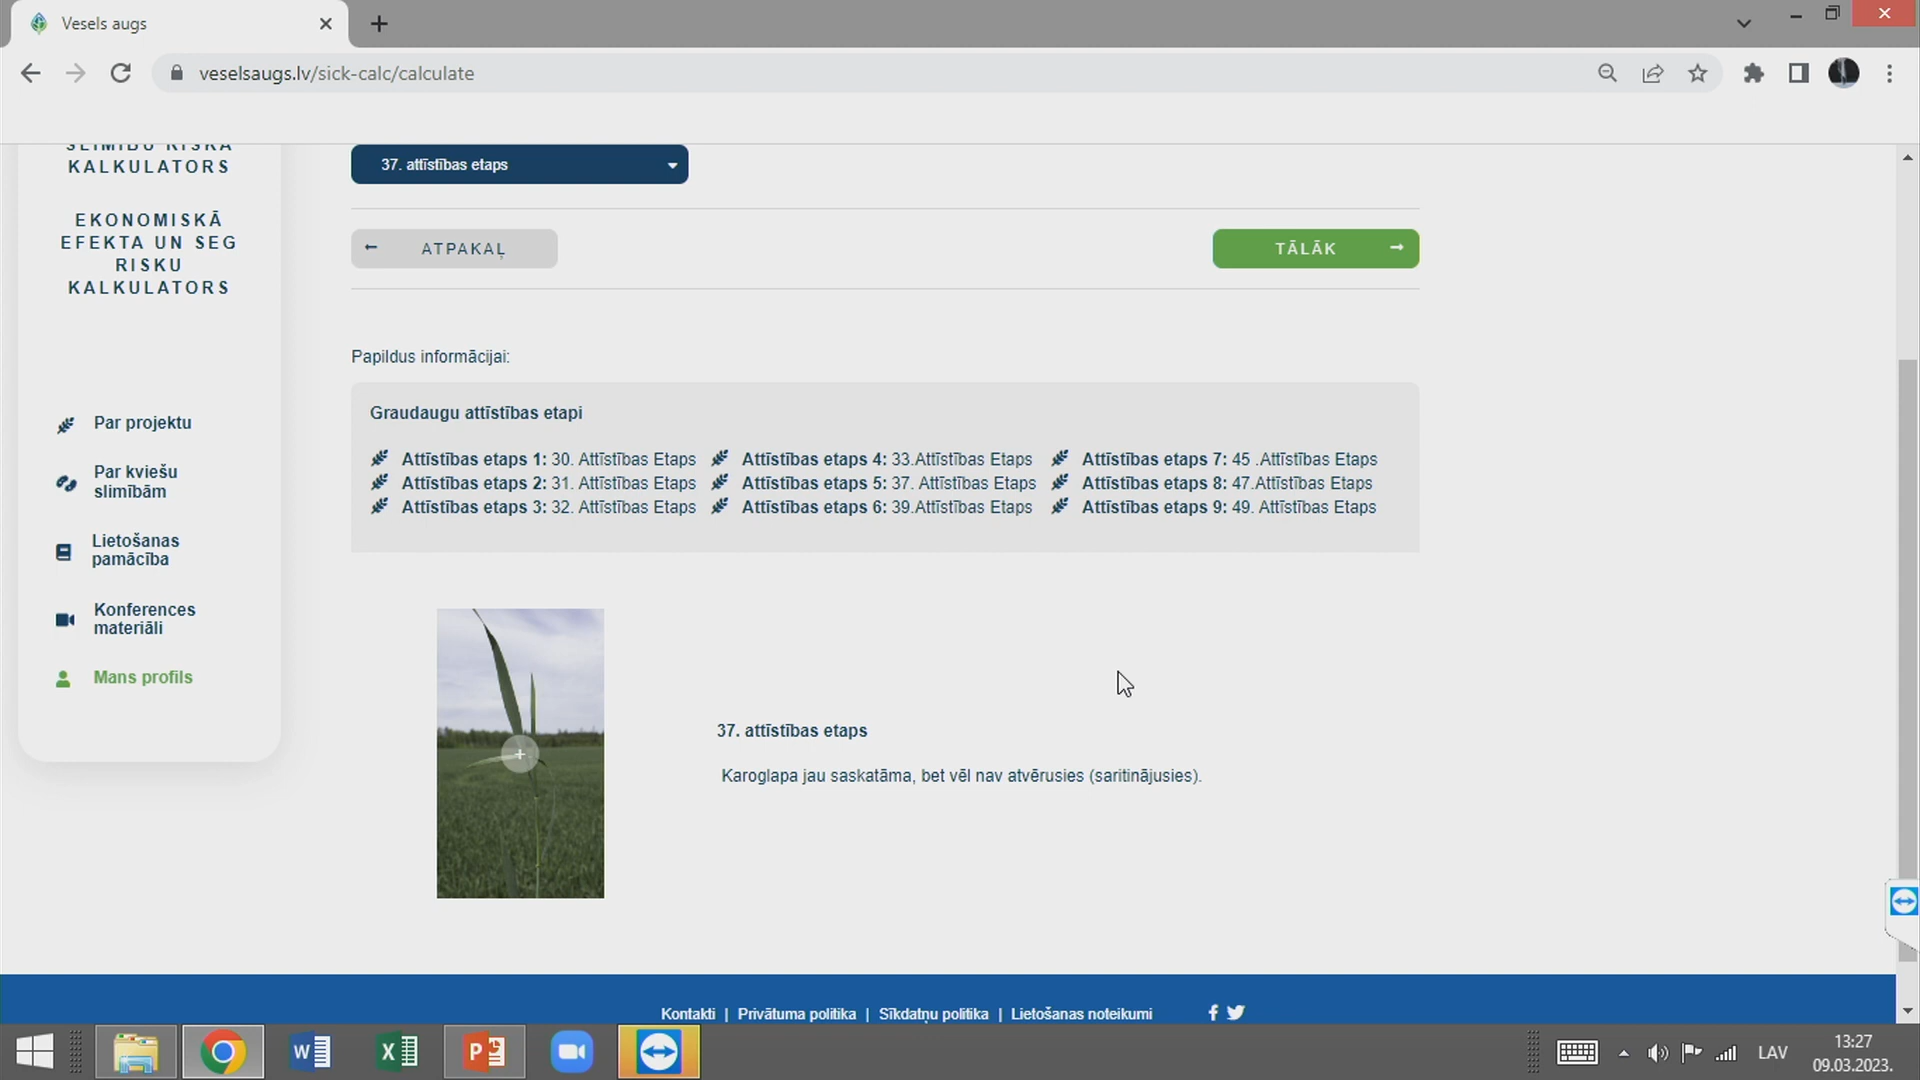 Vesels augs
veselsaugs.lv/sick-calc/calculate
SLIMĪBU RISKA
KALKULATORS
EKONOMISKĀ
EFEKTA UN SEG
RISKU
KALKULATORS
Par projektu
Par kviešu
slimībām
Lietošanas
pamācība
Konferences
materiāli
Mans profils
37. attīstības etaps
ATPAKAĻ
TĀLĀK
Papildus informācijai:
Graudaugu attīstības etapi
Attīstības etaps 1: 30. Attīstības Etaps
Attīstības etaps 2: 31. Attīstības Etaps
Attīstības etaps 3: 32. Attīstības Etaps
Attīstības etaps 4: 33.Attīstības Etaps
Attīstības etaps 5: 37. Attīstības Etaps
Attīstības etaps 6: 39.Attīstības Etaps
Attīstības etaps 7: 45 .Attīstības Etaps
Attīstības etaps 8: 47.Attīstības Etaps
Attīstības etaps 9: 49. Attīstības Etaps
37. attīstības etaps
Karoglapa jau saskatāma, bet vēl nav atvērusies (saritinājusies).
Kontakti | Privātuma politika | Sīkdatņu politika | Lietošanas noteikumi
LAV
13:27
09.03.2023.